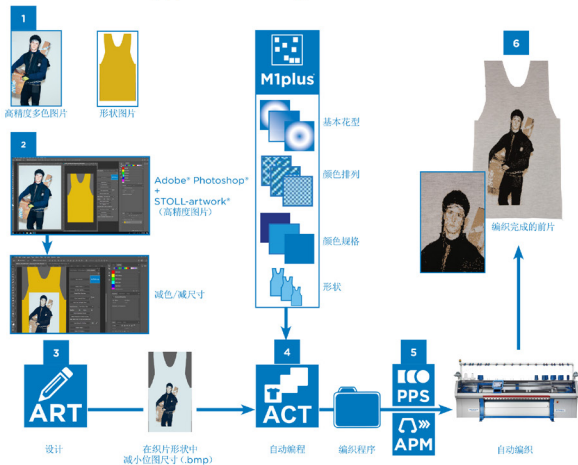 1
高精度多色图片
形状图片
2
Adobe® Photoshop®
+
STOLL-artwork®
（高精度图片）
减色/减尺寸
3
ART
设计
在织片形状中
减小位图尺寸（.bmp）
M1plus®
基本花型
颜色排列
颜色规格
形状
4
ACT
自动编程
编织程序
5
PPS
APM
6
编织完成的前片
自动编织